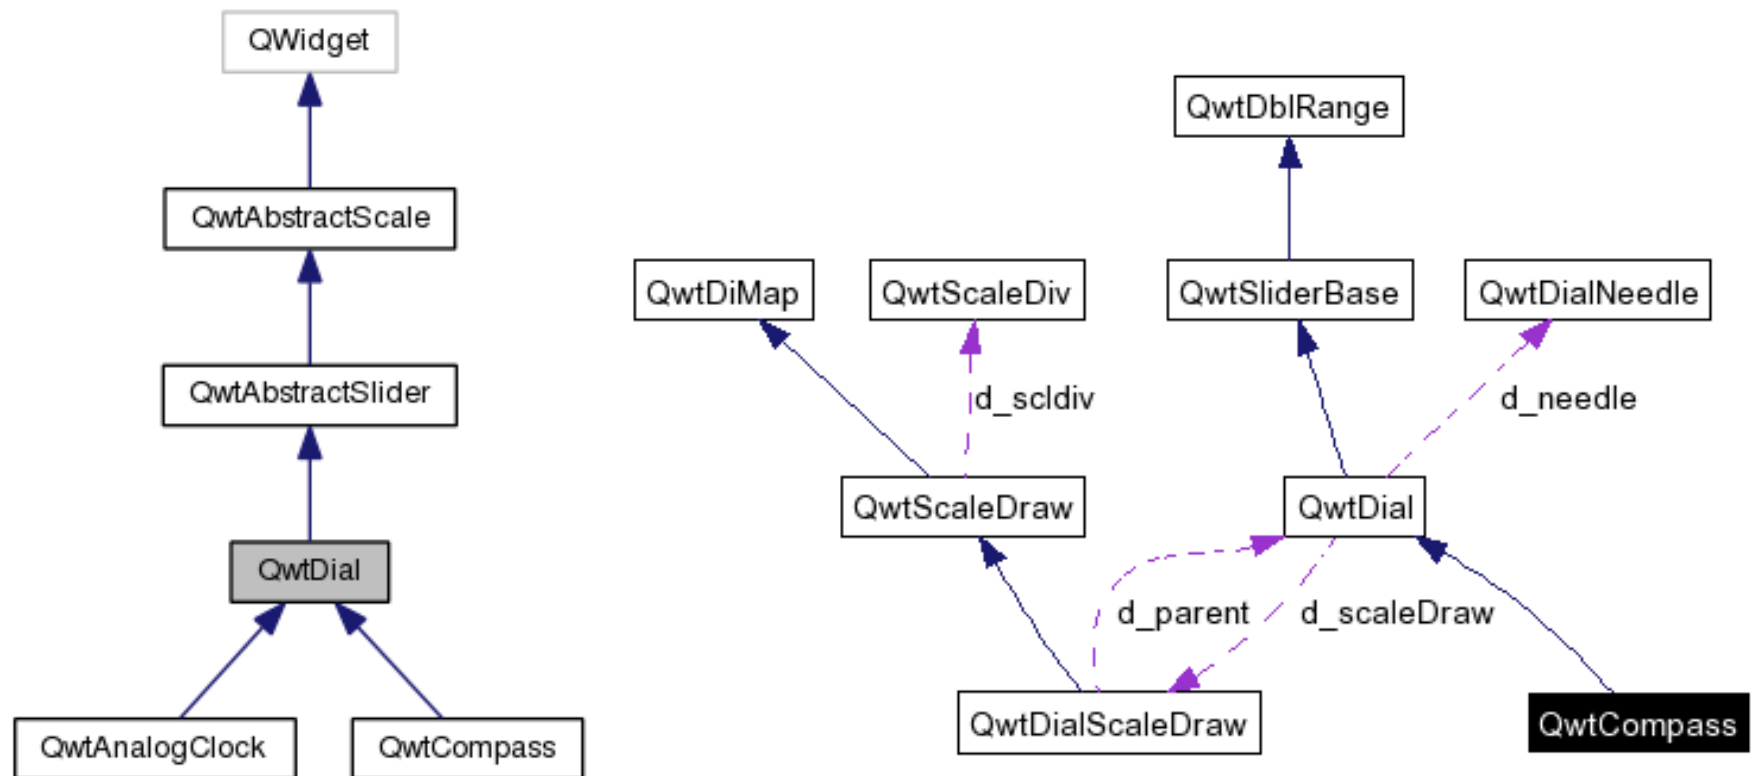 QWidget
QwtAbstractScale
QwtAbstractSlider
QwtDial
QwtAnalogClock
QwtCompass
QwtDblRange
QwtDiMap
QwtScaleDiv
QwtSliderBase
QwtDialNeedle
d_scldiv
d_needle
QwtScaleDraw
QwtDial
d_parent
d_scaleDraw
QwtDialScaleDraw
QwtCompass